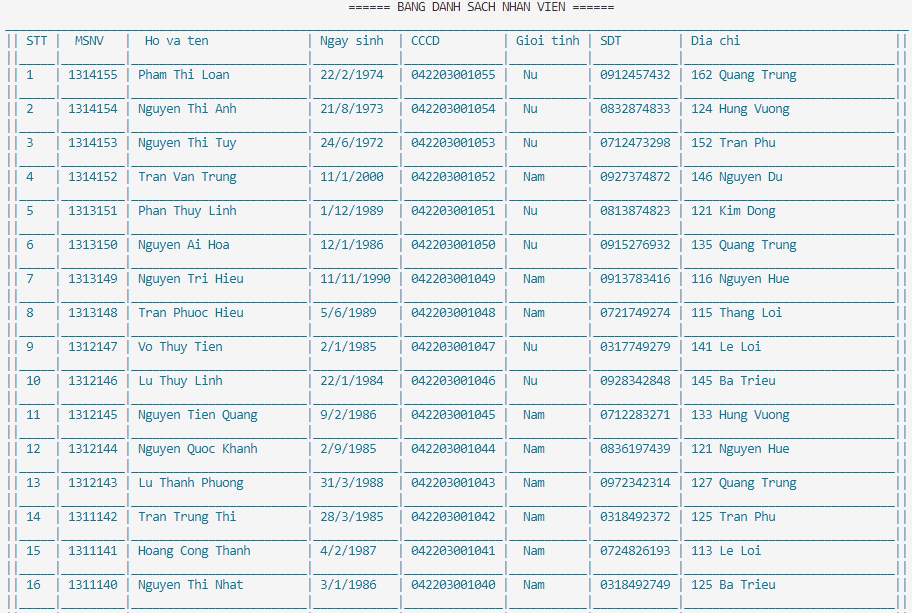 ====== BANG DANH SACH NHAN VIEN ======
STT | MSNV | Ho va ten | Ngay sinh | CCCD | Gioi tinh | SDT | Dia chi
1 | 1314155 | Pham Thi Loan | 22/2/1974 | 042203001055 | Nu | 0912457432 | 162 Quang Trung
2 | 1314154 | Nguyen Thi Anh | 21/8/1973 | 042203001054 | Nu | 0832874833 | 124 Hung Vuong
3 | 1314153 | Nguyen Thi Tuy | 24/6/1972 | 042203001053 | Nu | 0712473298 | 152 Tran Phu
4 | 1314152 | Tran Van Trung | 11/1/2000 | 042203001052 | Nam | 0927374872 | 146 Nguyen Du
5 | 1313151 | Phan Thuy Linh | 1/12/1989 | 042203001051 | Nu | 0813874823 | 121 Kim Dong
6 | 1313150 | Nguyen Ai Hoa | 12/1/1986 | 042203001050 | Nu | 0915276932 | 135 Quang Trung
7 | 1313149 | Nguyen Tri Hieu | 11/11/1990 | 042203001049 | Nam | 0913783416 | 116 Nguyen Hue
8 | 1313148 | Tran Phuoc Hieu | 5/6/1989 | 042203001048 | Nam | 0721749274 | 115 Thang Loi
9 | 1312147 | Vo Thuy Tien | 2/1/1985 | 042203001047 | Nu | 0317749279 | 141 Le Loi
10 | 1312146 | Lu Thuy Linh | 22/1/1984 | 042203001046 | Nu | 0928342848 | 145 Ba Trieu
11 | 1312145 | Nguyen Tien Quang | 9/2/1986 | 042203001045 | Nam | 0712283271 | 133 Hung Vuong
12 | 1312144 | Nguyen Quoc Khanh | 2/9/1985 | 042203001044 | Nam | 0836197439 | 121 Nguyen Hue
13 | 1312143 | Lu Thanh Phuong | 31/3/1988 | 042203001043 | Nam | 0972342314 | 127 Quang Trung
14 | 1311142 | Tran Trung Thi | 28/3/1985 | 042203001042 | Nam | 0318492372 | 125 Tran Phu
15 | 1311141 | Hoang Cong Thanh | 4/2/1987 | 042203001041 | Nam | 0724826193 | 113 Le Loi
16 | 1311140 | Nguyen Thi Nhat | 3/1/1986 | 042203001040 | Nam | 0318492749 | 125 Ba Trieu